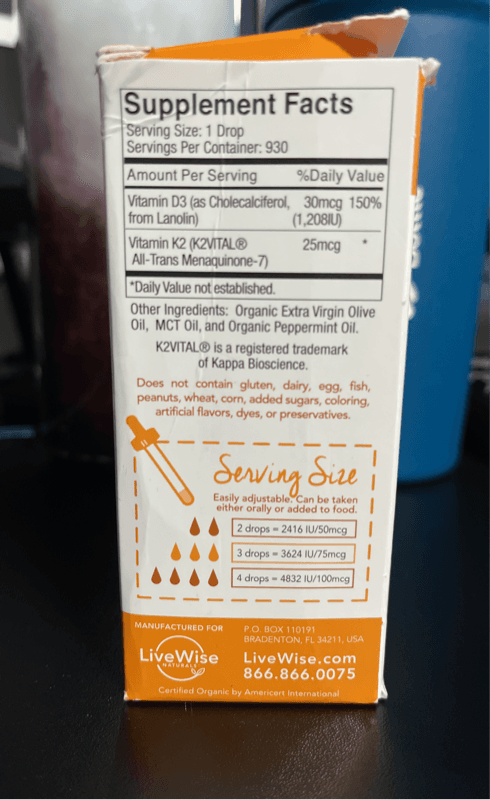 Supplement Facts
Serving Size: 1 Drop
Servings Per Container: 930
Amount Per Serving %Daily Value
Vitamin D3 (as Cholecalciferol, 30mcg 150%
from Lanolin) (1,208IU)
Vitamin K2 (K2VITAL® 25mcg *
All-Trans Menaquinone-7)
*Daily Value not established.
Other Ingredients: Organic Extra Virgin Olive
Oil, MCT Oil, and Organic Peppermint Oil.
K2VITAL® is a registered trademark
of Kappa Bioscience.
Does not contain gluten, dairy, egg, fish,
peanuts, wheat, corn, added sugars, coloring,
artificial flavors, dyes, or preservatives.
Serving Size
Easily adjustable. Can be taken
either orally or added to food.
2 drops = 2416 IU/50mcg
3 drops = 3624 IU/75mcg
4 drops = 4832 IU/100mcg
MANUFACTURED FOR
LiveWise
NATURALS
P.O. BOX 110191
BRADENTON, FL 34211, USA
LiveWise.com
866.866.0075
Certified Organic by Americert International